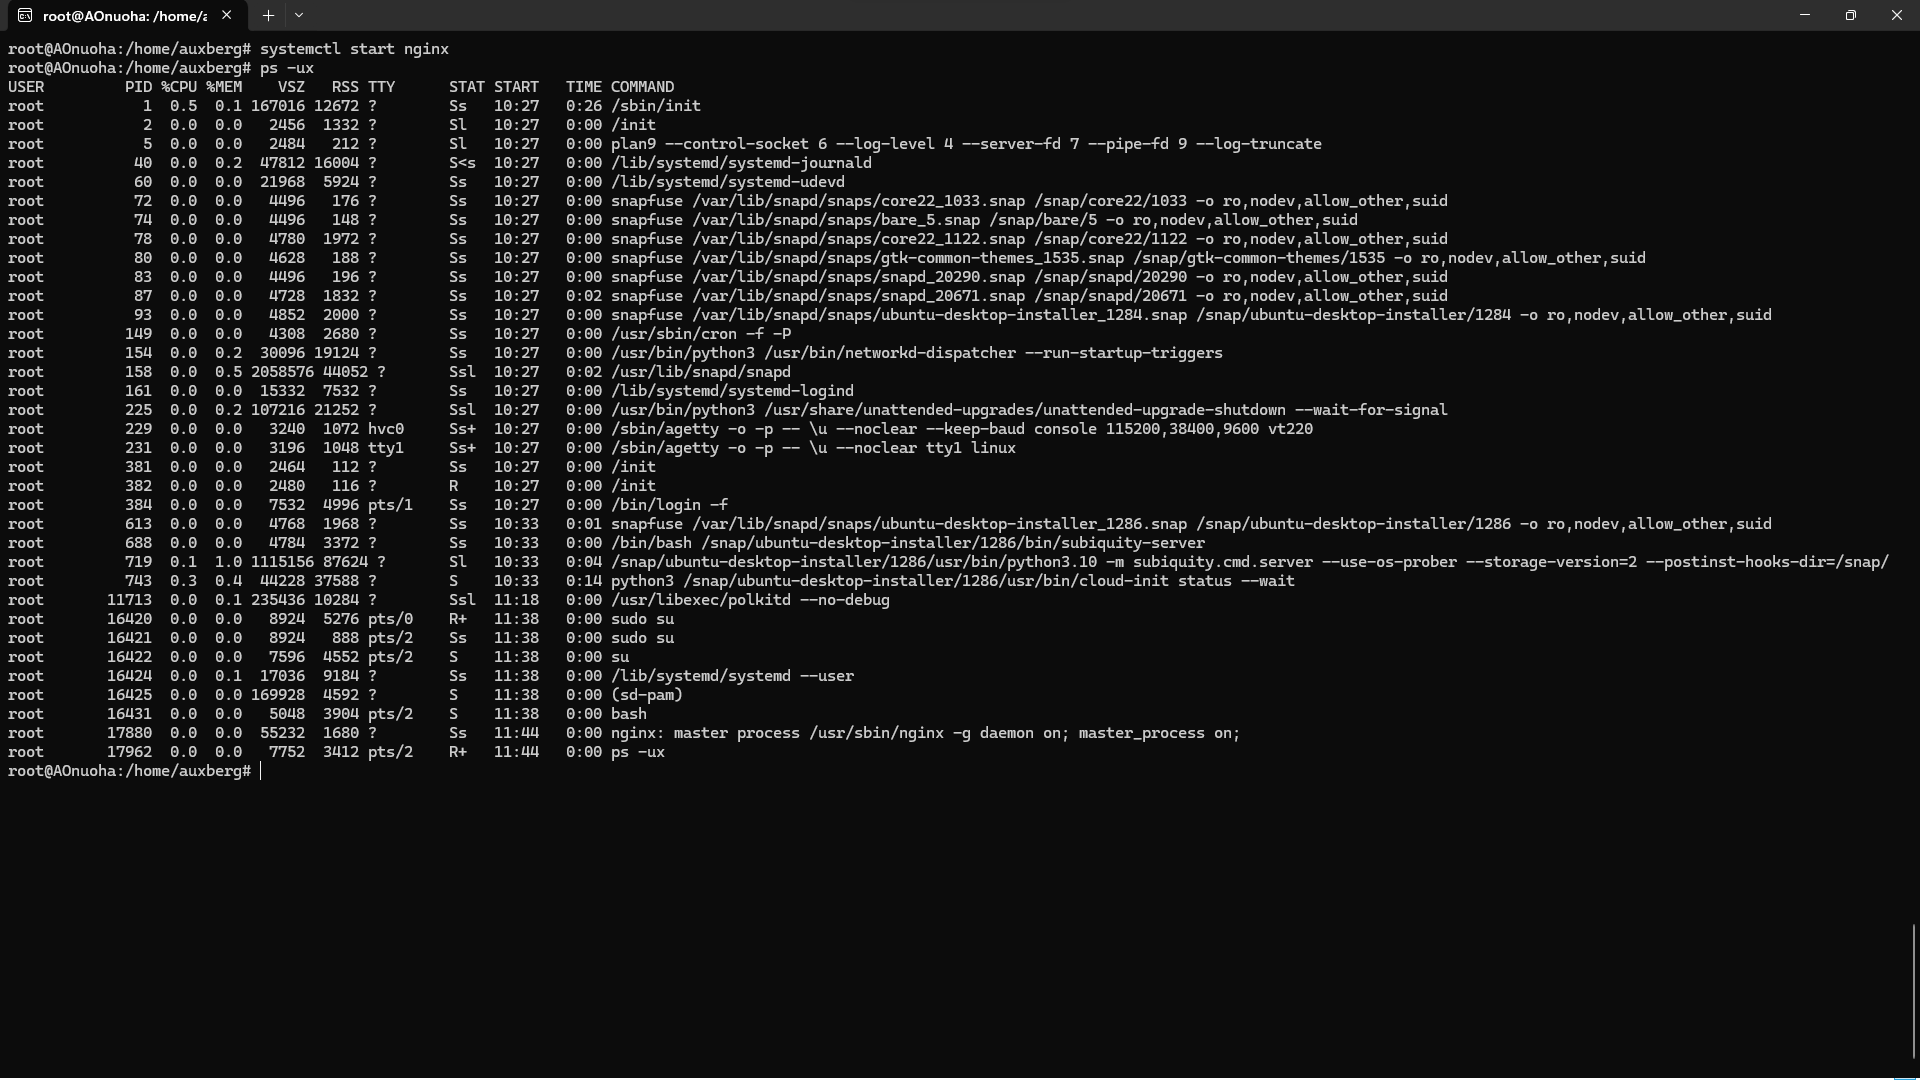 root@AOnuoha: /home/a
root@AOnuoha:/home/auxberg# systemctl start nginx
root@AOnuoha:/home/auxberg# ps -ux
USER         PID %CPU %MEM    VSZ   RSS TTY      STAT START   TIME COMMAND
root           1  0.5  0.1 167016 12672 ?        Ss   10:27   0:26 /sbin/init
root           2  0.0  0.0   2456  1332 ?        Sl   10:27   0:00 /init
root           5  0.0  0.0   2484   212 ?        Sl   10:27   0:00 plan9 --control-socket 6 --log-level 4 --server-fd 7 --pipe-fd 9 --log-truncate
root          40  0.0  0.2  47812 16004 ?        S<s  10:27   0:00 /lib/systemd/systemd-journald
root          60  0.0  0.0  21968  5924 ?        Ss   10:27   0:00 /lib/systemd/systemd-udevd
root          72  0.0  0.0   4496   176 ?        Ss   10:27   0:00 snapfuse /var/lib/snapd/snaps/core22_1033.snap /snap/core22/1033 -o ro,nodev,allow_other,suid
root          74  0.0  0.0   4496   148 ?        Ss   10:27   0:00 snapfuse /var/lib/snapd/snaps/bare_5.snap /snap/bare/5 -o ro,nodev,allow_other,suid
root          78  0.0  0.0   4780  1972 ?        Ss   10:27   0:00 snapfuse /var/lib/snapd/snaps/core22_1122.snap /snap/core22/1122 -o ro,nodev,allow_other,suid
root          80  0.0  0.0   4628   188 ?        Ss   10:27   0:00 snapfuse /var/lib/snapd/snaps/gtk-common-themes_1535.snap /snap/gtk-common-themes/1535 -o ro,nodev,allow_other,suid
root          83  0.0  0.0   4496   196 ?        Ss   10:27   0:00 snapfuse /var/lib/snapd/snaps/snapd_20290.snap /snap/snapd/20290 -o ro,nodev,allow_other,suid
root          87  0.0  0.0   4728  1832 ?        Ss   10:27   0:02 snapfuse /var/lib/snapd/snaps/snapd_20671.snap /snap/snapd/20671 -o ro,nodev,allow_other,suid
root          93  0.0  0.0   4852  2000 ?        Ss   10:27   0:00 snapfuse /var/lib/snapd/snaps/ubuntu-desktop-installer_1284.snap /snap/ubuntu-desktop-installer/1284 -o ro,nodev,allow_other,suid
root         149  0.0  0.0   4308  2680 ?        Ss   10:27   0:00 /usr/sbin/cron -f -P
root         154  0.0  0.2  30096 19124 ?        Ss   10:27   0:00 /usr/bin/python3 /usr/bin/networkd-dispatcher --run-startup-triggers
root         158  0.0  0.5 2058576 44052 ?       Ssl  10:27   0:02 /usr/lib/snapd/snapd
root         161  0.0  0.0  15332  7532 ?        Ss   10:27   0:00 /lib/systemd/systemd-logind
root         225  0.0  0.2 107216 21252 ?        Ssl  10:27   0:00 /usr/bin/python3 /usr/share/unattended-upgrades/unattended-upgrade-shutdown --wait-for-signal
root         229  0.0  0.0   3240  1072 hvc0     Ss+  10:27   0:00 /sbin/agetty -o -p -- \u --noclear --keep-baud console 115200,38400,9600 vt220
root         231  0.0  0.0   3196  1048 tty1     Ss+  10:27   0:00 /sbin/agetty -o -p -- \u --noclear tty1 linux
root         381  0.0  0.0   2464   112 ?        Ss   10:27   0:00 /init
root         382  0.0  0.0   2480   116 ?        R    10:27   0:00 /init
root         384  0.0  0.0   7532  4996 pts/1    Ss   10:27   0:00 /bin/login -f
root         613  0.0  0.0   4768  1968 ?        Ss   10:33   0:01 snapfuse /var/lib/snapd/snaps/ubuntu-desktop-installer_1286.snap /snap/ubuntu-desktop-installer/1286 -o ro,nodev,allow_other,suid
root         688  0.0  0.0   4784  3372 ?        Ss   10:33   0:00 /bin/bash /snap/ubuntu-desktop-installer/1286/bin/subiquity-server
root         719  0.1  1.0 1115156 87624 ?       Sl   10:33   0:04 /snap/ubuntu-desktop-installer/1286/usr/bin/python3.10 -m subiquity.cmd.server --use-os-prober --storage-version=2 --postinst-hooks-dir=/snap/
root         743  0.3  0.4  44228 37588 ?        S    10:33   0:14 python3 /snap/ubuntu-desktop-installer/1286/usr/bin/cloud-init status --wait
root       11713  0.0  0.1 235436 10284 ?        Ssl  11:18   0:00 /usr/libexec/polkitd --no-debug
root       16420  0.0  0.0   8924  5276 pts/0    R+   11:38   0:00 sudo su
root       16421  0.0  0.0   8924   888 pts/2    Ss   11:38   0:00 sudo su
root       16422  0.0  0.0   7596  4552 pts/2    S    11:38   0:00 su
root       16424  0.0  0.1  17036  9184 ?        Ss   11:38   0:00 /lib/systemd/systemd --user
root       16425  0.0  0.0 169928  4592 ?        S    11:38   0:00 (sd-pam)
root       16431  0.0  0.0   5048  3904 pts/2    S    11:38   0:00 bash
root       17880  0.0  0.0  55232  1680 ?        Ss   11:44   0:00 nginx: master process /usr/sbin/nginx -g daemon on; master_process on;
root       17962  0.0  0.0   7752  3412 pts/2    R+   11:44   0:00 ps -ux
root@AOnuoha:/home/auxberg#